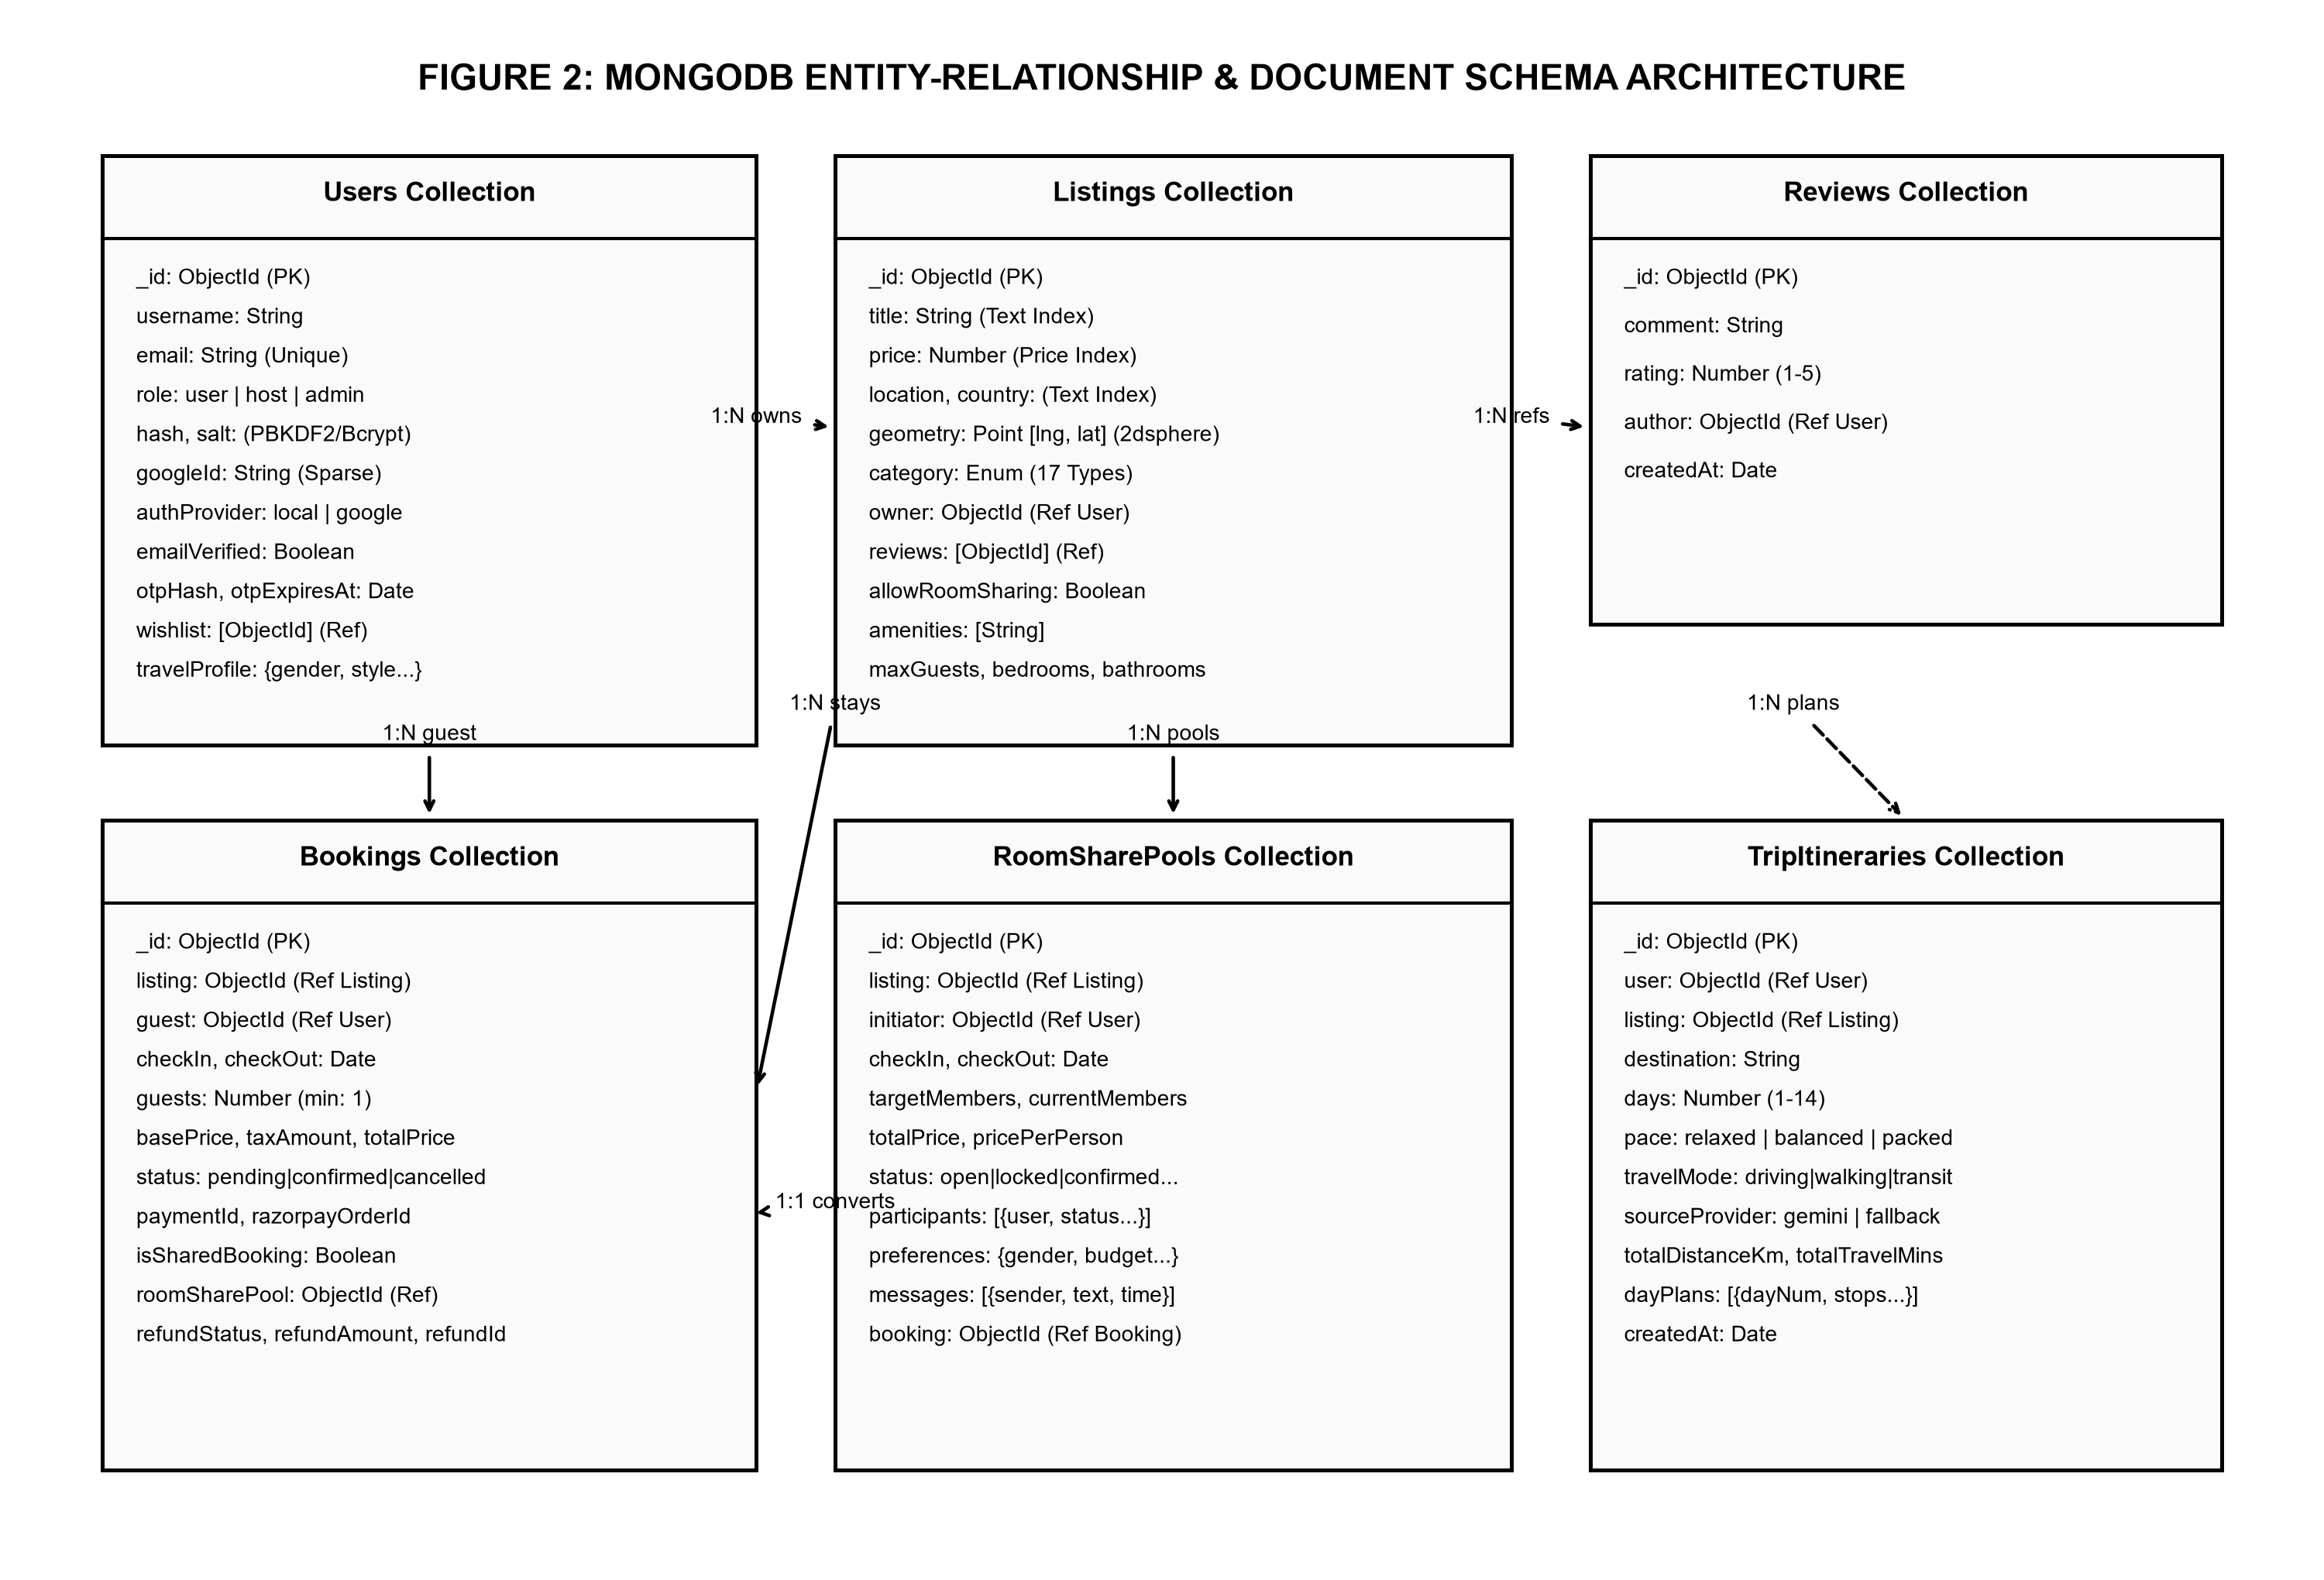 FIGURE 2: MONGODB ENTITY-RELATIONSHIP & DOCUMENT SCHEMA ARCHITECTURE
Users Collection
_id: ObjectId (PK)
username: String
email: String (Unique)
role: user | host | admin
hash, salt: (PBKDF2/Bcrypt)
googleId: String (Sparse)
authProvider: local | google
emailVerified: Boolean
otpHash, otpExpiresAt: Date
wishlist: [ObjectId] (Ref)
travelProfile: {gender, style...}
1:N guest
1:N owns
Listings Collection
_id: ObjectId (PK)
title: String (Text Index)
price: Number (Price Index)
location, country: (Text Index)
geometry: Point [lng, lat] (2dsphere)
category: Enum (17 Types)
owner: ObjectId (Ref User)
reviews: [ObjectId] (Ref)
allowRoomSharing: Boolean
amenities: [String]
maxGuests, bedrooms, bathrooms
1:N stays
1:N pools
1:N refs
Reviews Collection
_id: ObjectId (PK)
comment: String
rating: Number (1-5)
author: ObjectId (Ref User)
createdAt: Date
1:N plans
Bookings Collection
_id: ObjectId (PK)
listing: ObjectId (Ref Listing)
guest: ObjectId (Ref User)
checkIn, checkOut: Date
guests: Number (min: 1)
basePrice, taxAmount, totalPrice
status: pending|confirmed|cancelled
paymentId, razorpayOrderId
isSharedBooking: Boolean
roomSharePool: ObjectId (Ref)
refundStatus, refundAmount, refundId
1:1 converts
RoomSharePools Collection
_id: ObjectId (PK)
listing: ObjectId (Ref Listing)
initiator: ObjectId (Ref User)
checkIn, checkOut: Date
targetMembers, currentMembers
totalPrice, pricePerPerson
status: open|locked|confirmed...
participants: [{user, status...}]
preferences: {gender, budget...}
messages: [{sender, text, time}]
booking: ObjectId (Ref Booking)
TripItineraries Collection
_id: ObjectId (PK)
user: ObjectId (Ref User)
listing: ObjectId (Ref Listing)
destination: String
days: Number (1-14)
pace: relaxed | balanced | packed
travelMode: driving|walking|transit
sourceProvider: gemini | fallback
totalDistanceKm, totalTravelMins
dayPlans: [{dayNum, stops...}]
createdAt: Date